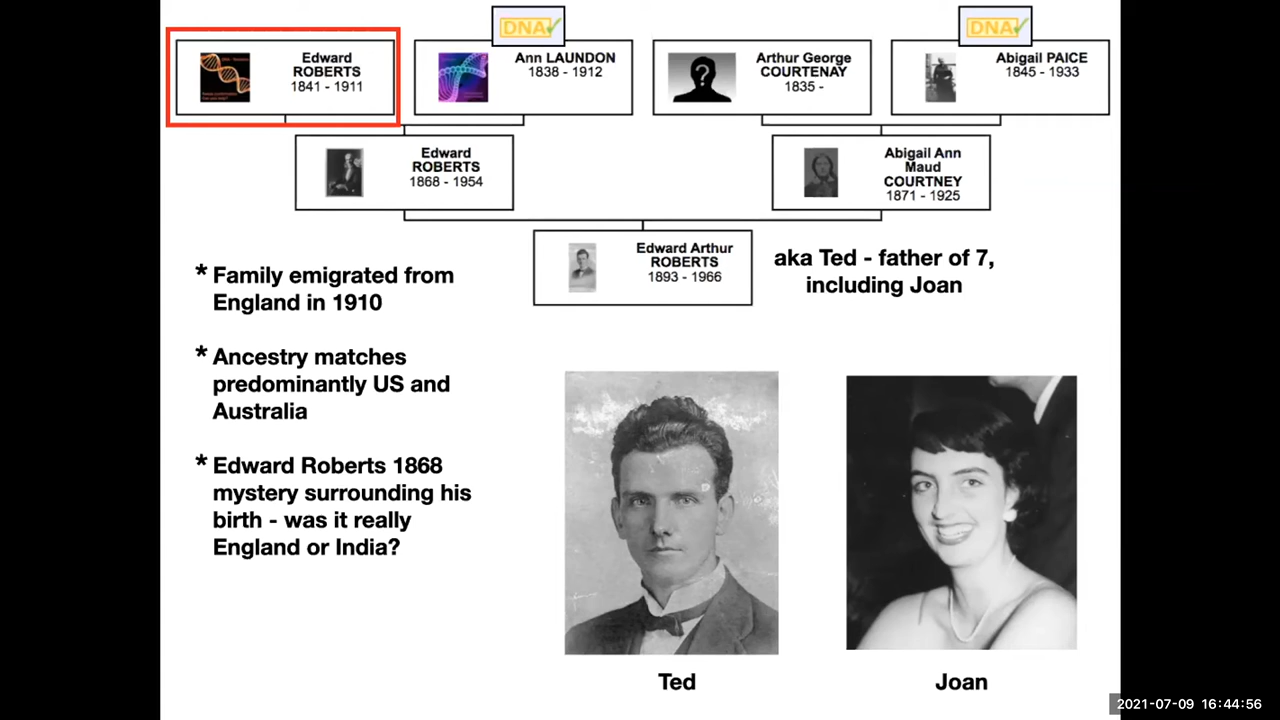 DNA
DNA
Edward
ROBERTS
1841 - 1911
Ann LAUNDON
1838 - 1912
?
Arthur George
COURTENAY
1835 -
Abigail PAICE
1845 - 1933
Edward
ROBERTS
1868 - 1954
Abigail Ann
Maud
COURTNEY
1871 - 1925
Edward Arthur
ROBERTS
1893 - 1966
aka Ted - father of 7,
including Joan
* Family emigrated from
England in 1910
* Ancestry matches
predominantly US and
Australia
* Edward Roberts 1868
mystery surrounding his
birth - was it really
England or India?
Ted
Joan
2021-07-09 16:44:56